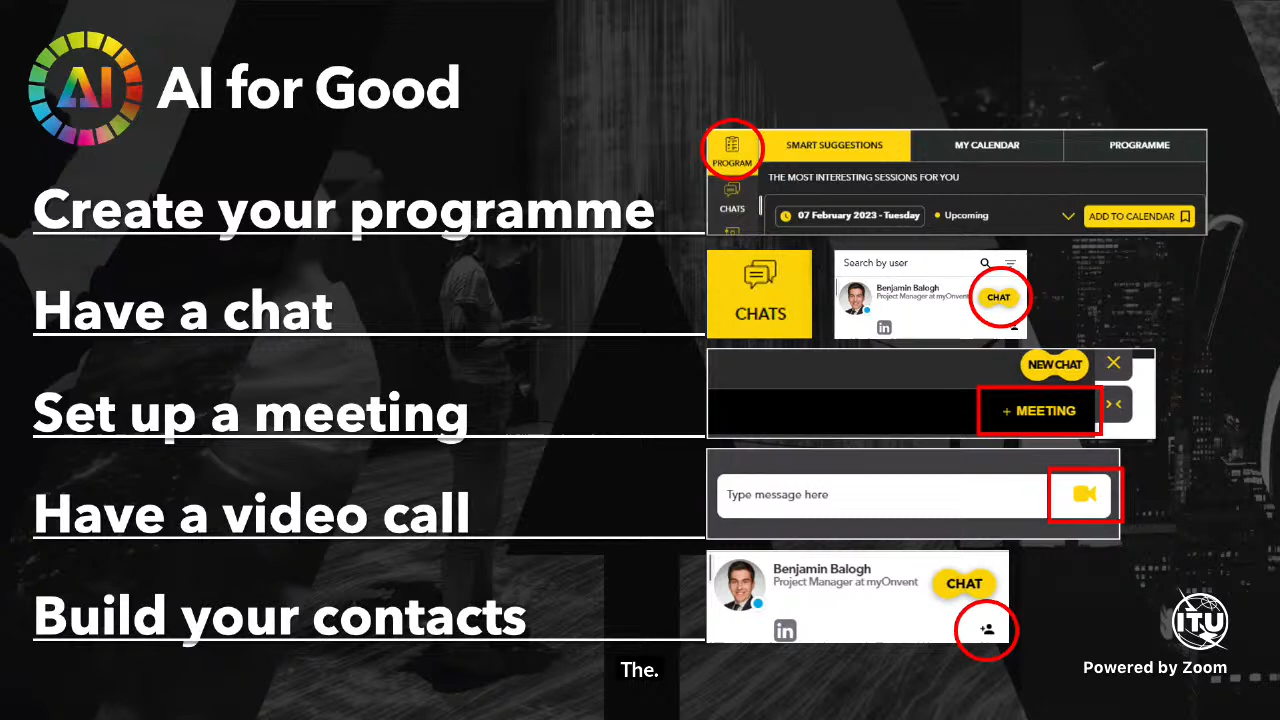 AI
AI for Good
Create your programme
PROGRAM
CHATS
SMART SUGGESTIONS
MY CALENDAR
PROGRAMME
THE MOST INTERESTING SESSIONS FOR YOU
07 February 2023 - Tuesday
Upcoming
ADD TO CALENDAR
Have a chat
CHATS
Search by user
Benjamin Balogh
Project Manager at myOnvent
CHAT
in
Set up a meeting
NEW CHAT
+ MEETING
Have a video call
Type message here
Build your contacts
Benjamin Balogh
Project Manager at myOnvent
CHAT
in
ITU
Powered by Zoom
The.